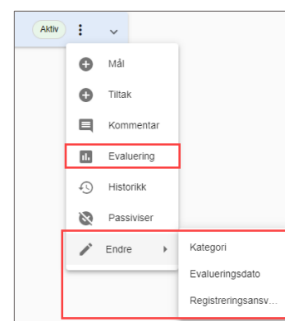 Aktiv
Mål
Tiltak
Kommentar
Evaluering
Historikk
Passiviser
Endre
Kategori
Evalueringsdato
Registreringsansv...